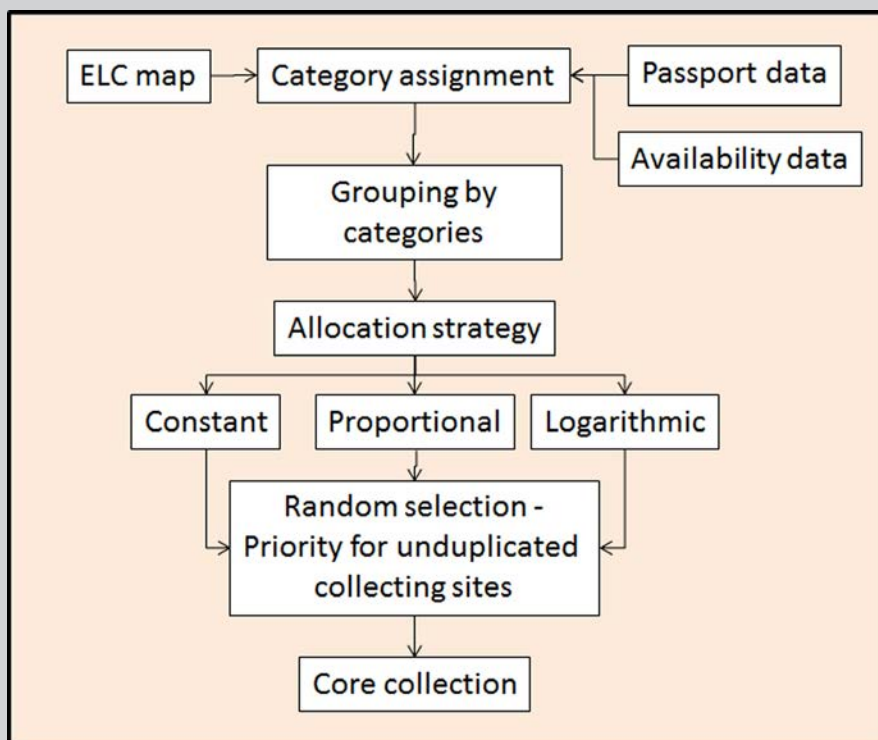 ELC map
Category assignment
Passport data
Availability data
Grouping by
categories
Allocation strategy
Constant
Proportional
Logarithmic
Random selection -
Priority for unduplicated
collecting sites
Core collection